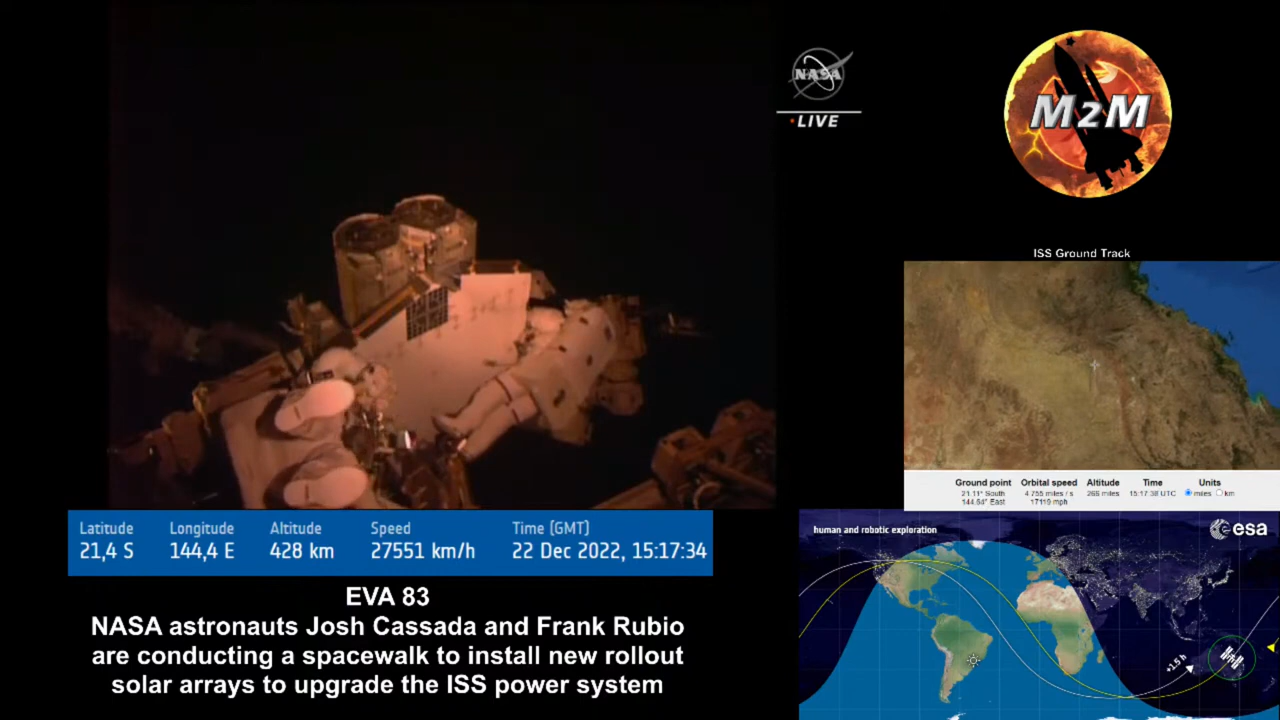 NASA
LIVE
M2M
ISS Ground Track
Ground point Orbital speed Altitude Time Units
21.11° South 4.755 miles / s 266 miles 15:17:38 UTC miles km
144.64° East 17119 mph
Latitude Longitude Altitude Speed Time (GMT)
21,4 S 144,4 E 428 km 27551 km/h 22 Dec 2022, 15:17:34
human and robotic exploration
esa
+1.5 h
EVA 83
NASA astronauts Josh Cassada and Frank Rubio
are conducting a spacewalk to install new rollout
solar arrays to upgrade the ISS power system